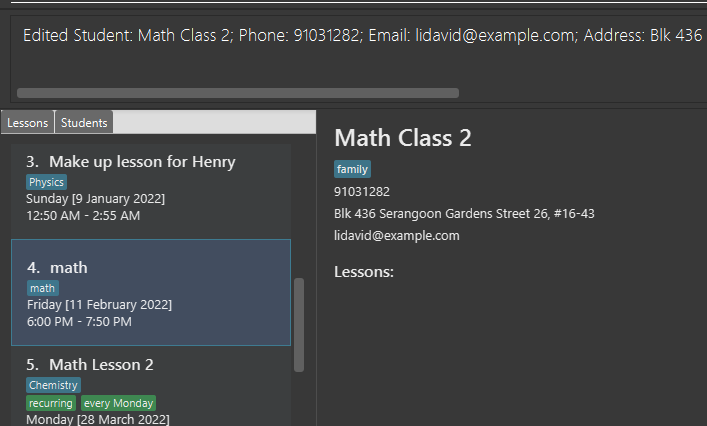 Edited Student: Math Class 2; Phone: 91031282; Email: lidavid@example.com; Address: Blk 436
Lessons
Students
3. Make up lesson for Henry
Physics
Sunday [9 January 2022]
12:50 AM - 2:55 AM
4. math
math
Friday [11 February 2022]
6:00 PM - 7:50 PM
5. Math Lesson 2
Chemistry
recurring every Monday
Monday [28 March 2022]
Math Class 2
family
91031282
Blk 436 Serangoon Gardens Street 26, #16-43
lidavid@example.com
Lessons: